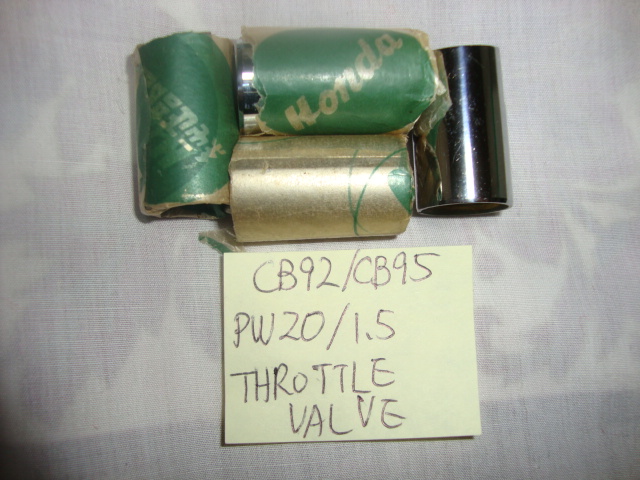 Honda
CB92/CB95
PW20/1.5
THROTTLE
VALVE